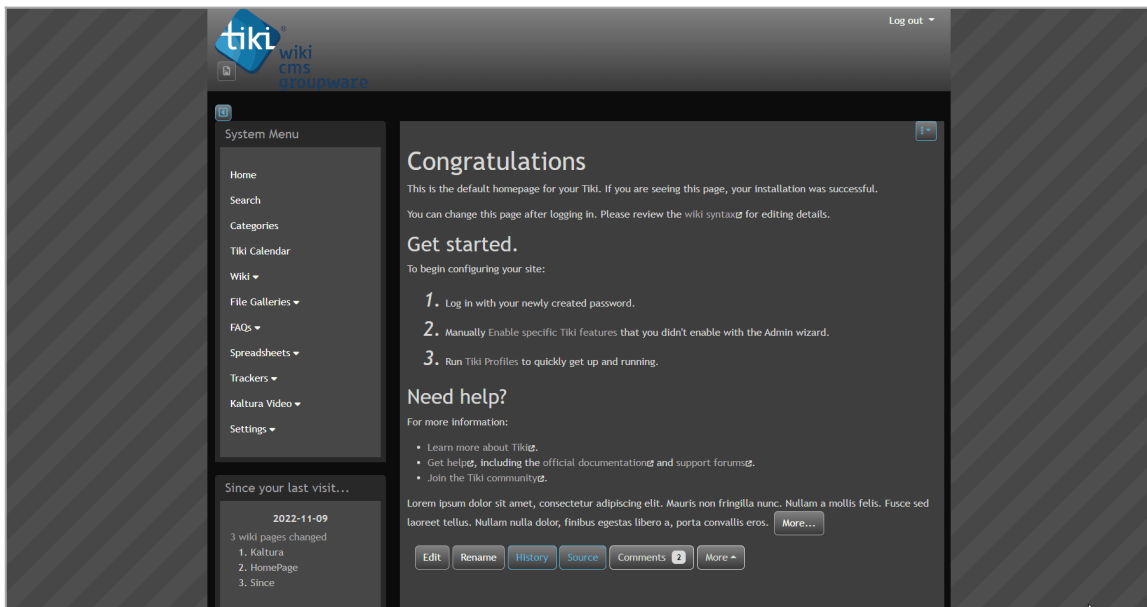 Log out
tiki
wiki
cms
groupware
System Menu
Home
Search
Categories
Tiki Calendar
Wiki
File Galleries
FAQs
Spreadsheets
Trackers
Kaltura Video
Settings
Since your last visit...
2022-11-09
3 wiki pages changed
1. Kaltura
2. HomePage
3. Since
Congratulations
This is the default homepage for your Tiki. If you are seeing this page, your installation was successful.
You can change this page after logging in. Please review the wiki syntax for editing details.
Get started.
To begin configuring your site:
1. Log in with your newly created password.
2. Manually Enable specific Tiki features that you didn't enable with the Admin wizard.
3. Run Tiki Profiles to quickly get up and running.
Need help?
For more information:
• Learn more about Tiki.
• Get help, including the official documentation and support forums.
• Join the Tiki community.
Lorem ipsum dolor sit amet, consectetur adipiscing elit. Mauris non fringilla nunc. Nullam a mollis felis. Fusce sed
laoreet tellus. Nullam nulla dolor, finibus egestas libero a, porta convallis eros. More...
Edit Rename History Source Comments 2 More